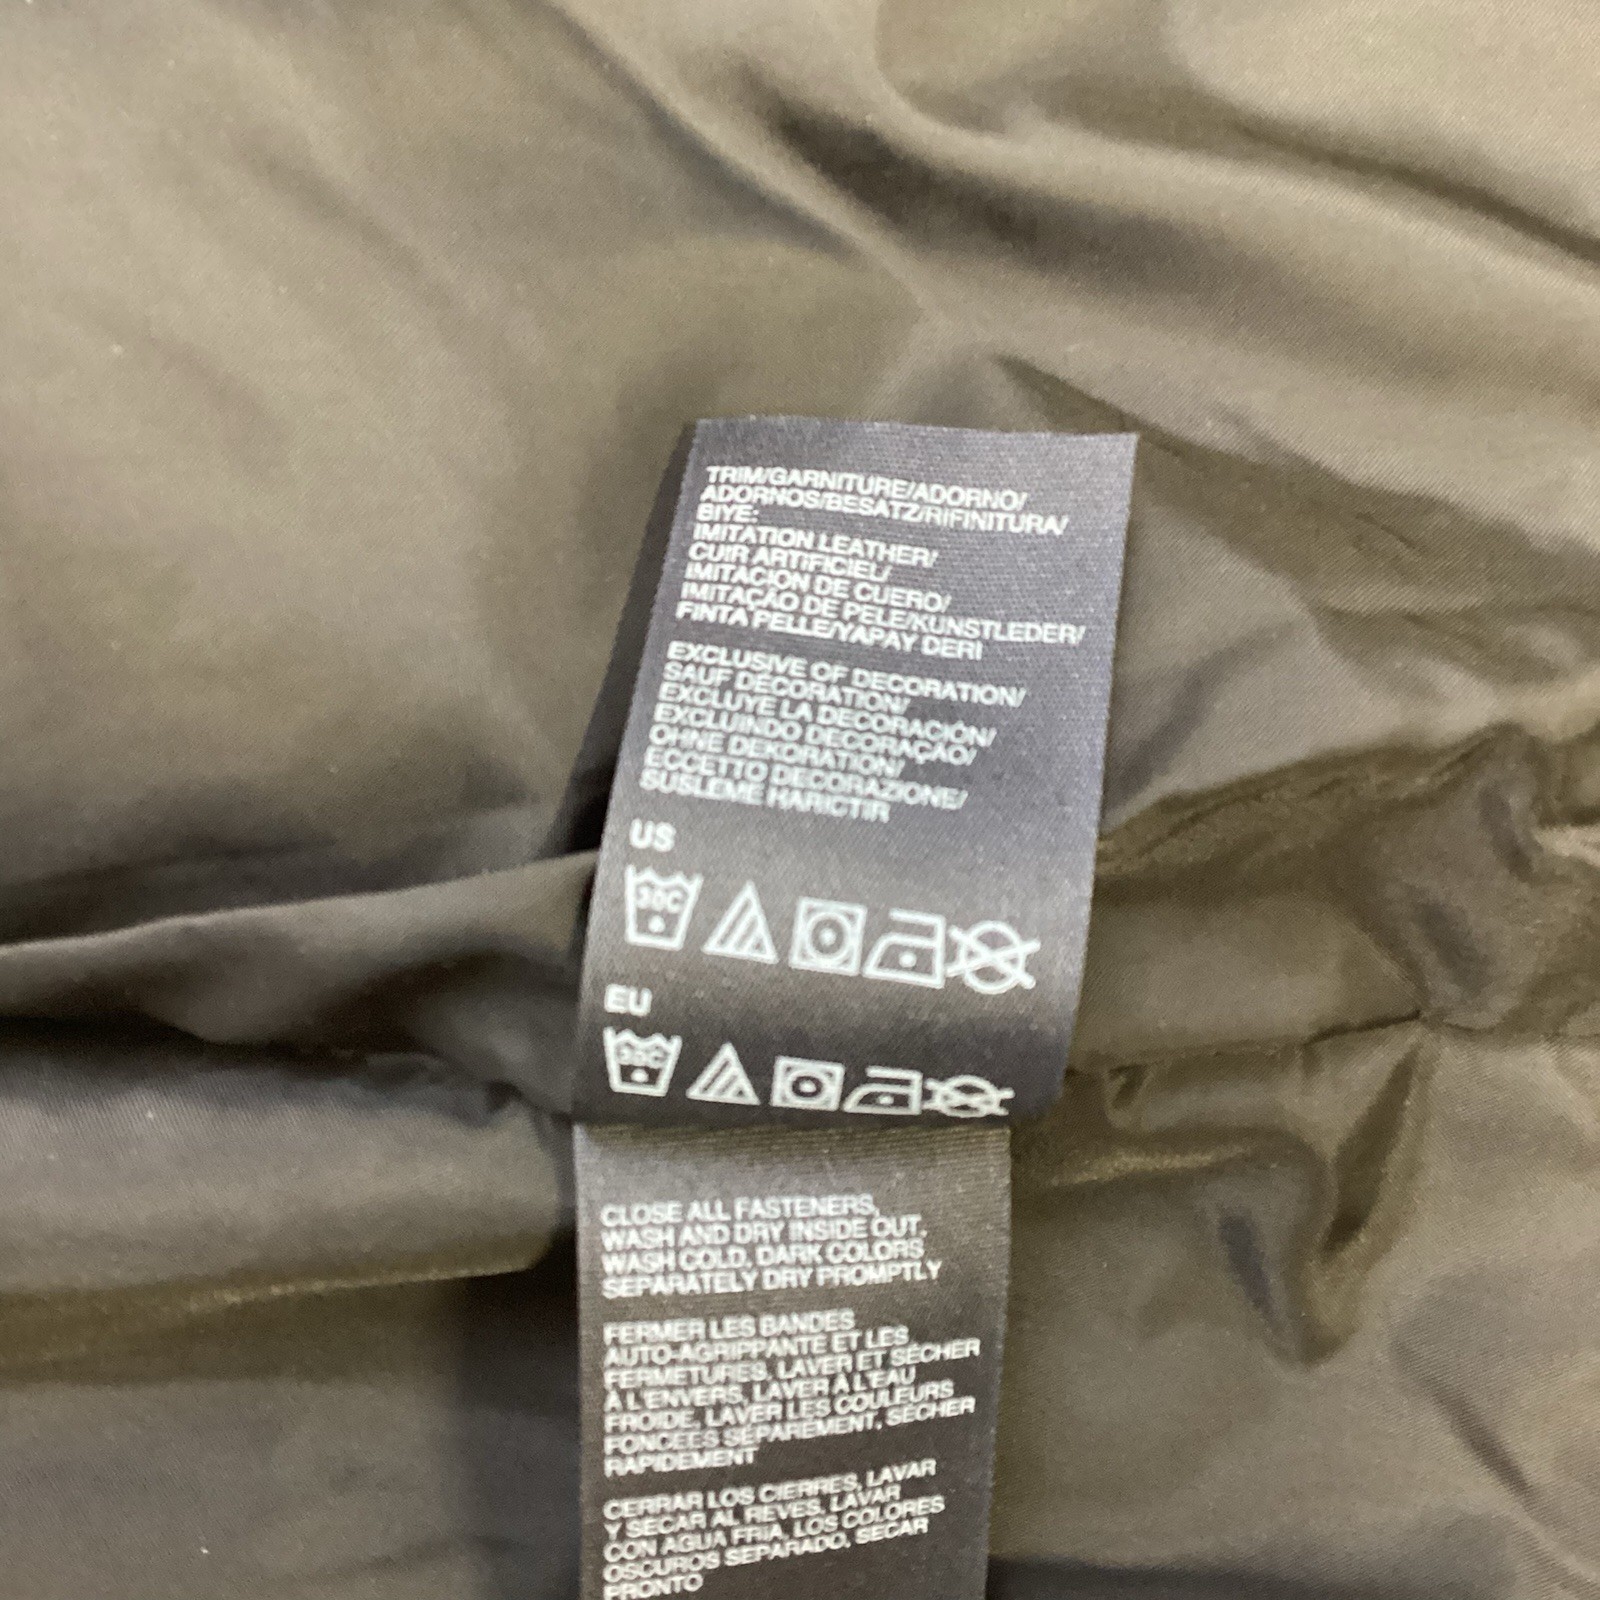 TRIM/GARNITURE/ADORNO/
ADORNOS/BESATZ/RIFINITURA/
BIYE:
IMITATION LEATHER/
CUIR ARTIFICIEL/
IMITACION DE CUERO/
IMITAÇÃO DE PELE/KUNSTLEDER/
FINTA PELLE/YAPAY DERI
EXCLUSIVE OF DECORATION/
SAUF DÉCORATION/
EXCLUYE LA DECORACIÓN/
EXCLUINDO DECORAÇAO/
OHNE DEKORATION/
ECCETTO DECORAZIONE/
SUSLEME HARICTIR
US
30C
EU
30C
CLOSE ALL FASTENERS,
WASH AND DRY INSIDE OUT,
WASH COLD, DARK COLORS
SEPARATELY DRY PROMPTLY
FERMER LES BANDES
AUTO-AGRIPPANTE ET LES
FERMETURES, LAVER ET SÉCHER
À L'ENVERS, LAVER À L'EAU
FROIDE, LAVER LES COULEURS
FONCÉES SÉPARÉMENT, SÉCHER
RAPIDEMENT
CERRAR LOS CIERRES, LAVAR
Y SECAR AL REVES, LAVAR
CON AGUA FRIA, LOS COLORES
OSCUROS SEPARADO, SECAR
PRONTO